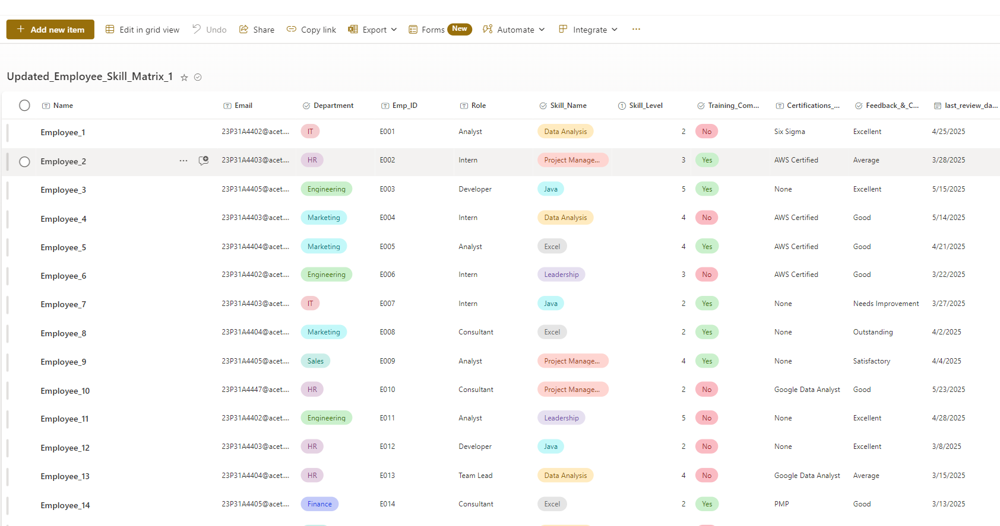 Add new item Edit in grid view Undo Share Copy link Export Forms New Automate Integrate ...
Updated_Employee_Skill_Matrix_1
Name Email Department Emp_ID Role Skill_Name Skill_Level Training_Com... Certifications_... Feedback_&_C... last_review_da...
Employee_1 23P31A4402@acet.... IT E001 Analyst Data Analysis 2 No Six Sigma Excellent 4/25/2025
Employee_2 ... 23P31A4403@acet.... HR E002 Intern Project Manage... 3 Yes AWS Certified Average 3/28/2025
Employee_3 23P31A4405@acet.... Engineering E003 Developer Java 5 Yes None Excellent 5/15/2025
Employee_4 23P31A4403@acet.... Marketing E004 Intern Data Analysis 4 No AWS Certified Good 5/14/2025
Employee_5 23P31A4404@acet.... Marketing E005 Analyst Excel 4 Yes AWS Certified Good 4/21/2025
Employee_6 23P31A4402@acet.... Engineering E006 Intern Leadership 3 No AWS Certified Good 3/22/2025
Employee_7 23P31A4403@acet.... IT E007 Intern Java 2 Yes None Needs Improvement 3/27/2025
Employee_8 23P31A4404@acet.... Marketing E008 Consultant Excel 2 Yes None Outstanding 4/2/2025
Employee_9 23P31A4405@acet.... Sales E009 Analyst Project Manage... 4 Yes None Satisfactory 4/4/2025
Employee_10 23P31A4447@acet.... HR E010 Consultant Project Manage... 2 No Google Data Analyst Good 5/23/2025
Employee_11 23P31A4402@acet.... Engineering E011 Analyst Leadership 5 No None Excellent 4/28/2025
Employee_12 23P31A4403@acet.... HR E012 Developer Java 2 No None Excellent 3/8/2025
Employee_13 23P31A4404@acet.... HR E013 Team Lead Data Analysis 4 No Google Data Analyst Average 3/15/2025
Employee_14 23P31A4405@acet.... Finance E014 Consultant Excel 2 Yes PMP Good 3/13/2025